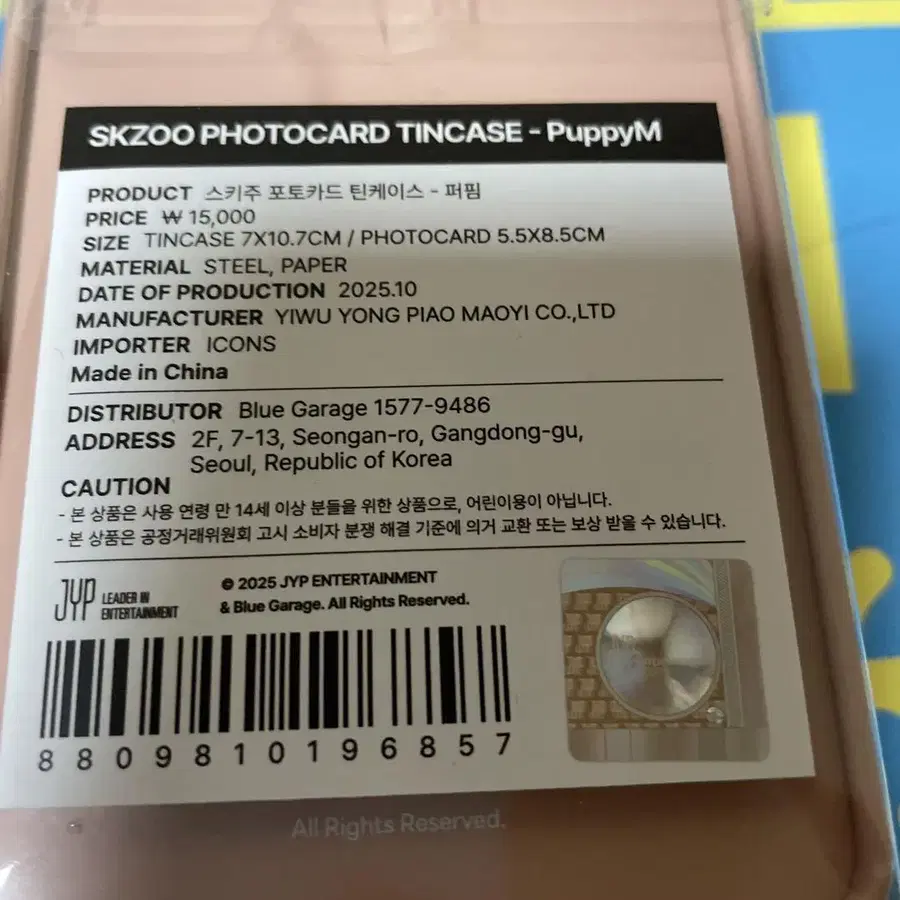 SKZOO PHOTOCARD TINCASE - PuppyM
PRODUCT 스키주 포토카드 틴케이스 - 퍼핌
PRICE ₩ 15,000
SIZE TINCASE 7X10.7CM / PHOTOCARD 5.5X8.5CM
MATERIAL STEEL, PAPER
DATE OF PRODUCTION 2025.10
MANUFACTURER YIWU YONG PIAO MAOYI CO.,LTD
IMPORTER ICONS
Made in China
DISTRIBUTOR Blue Garage 1577-9486
ADDRESS 2F, 7-13, Seongan-ro, Gangdong-gu,
Seoul, Republic of Korea
CAUTION
- 본 상품은 사용 연령 만 14세 이상 분들을 위한 상품으로, 어린이용이 아닙니다.
- 본 상품은 공정거래위원회 고시 소비자 분쟁 해결 기준에 의거 교환 또는 보상 받을 수 있습니다.
JYP LEADER IN
ENTERTAINMENT
© 2025 JYP ENTERTAINMENT
& Blue Garage. All Rights Reserved.
8809810196857
All Rights Reserved.